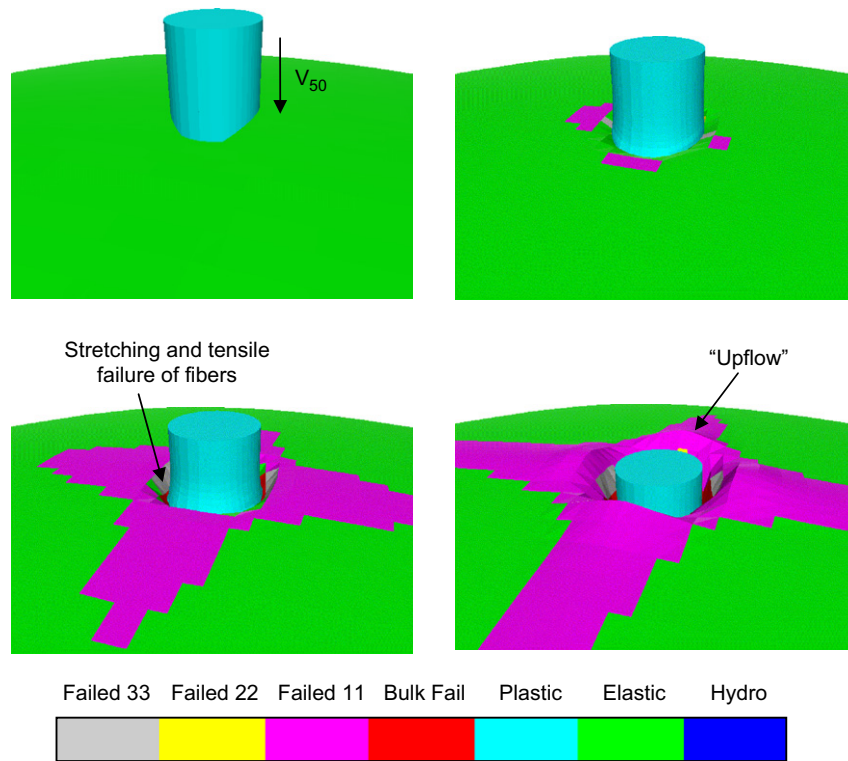 V50
Stretching and tensile
failure of fibers
“Upflow”
Failed 33 Failed 22 Failed 11 Bulk Fail Plastic Elastic Hydro